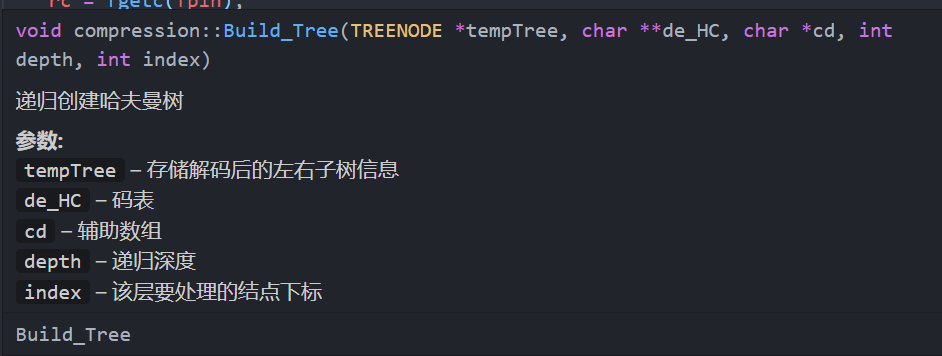 rc = fgetc(fpin);
void compression::Build_Tree(TREENODE *tempTree, char **de_HC, char *cd, int
depth, int index)
递归创建哈夫曼树
参数:
tempTree – 存储解码后的左右子树信息
de_HC – 码表
cd – 辅助数组
depth – 递归深度
index – 该层要处理的结点下标
Build_Tree